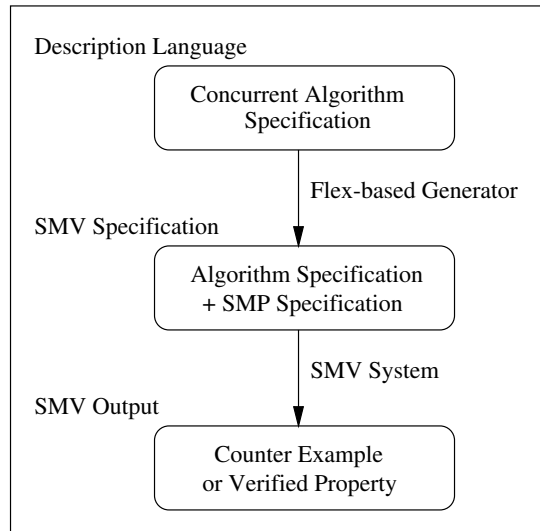 Description Language
Concurrent Algorithm
Specification
Flex-based Generator
SMV Specification
Algorithm Specification
+ SMP Specification
SMV System
SMV Output
Counter Example
or Verified Property